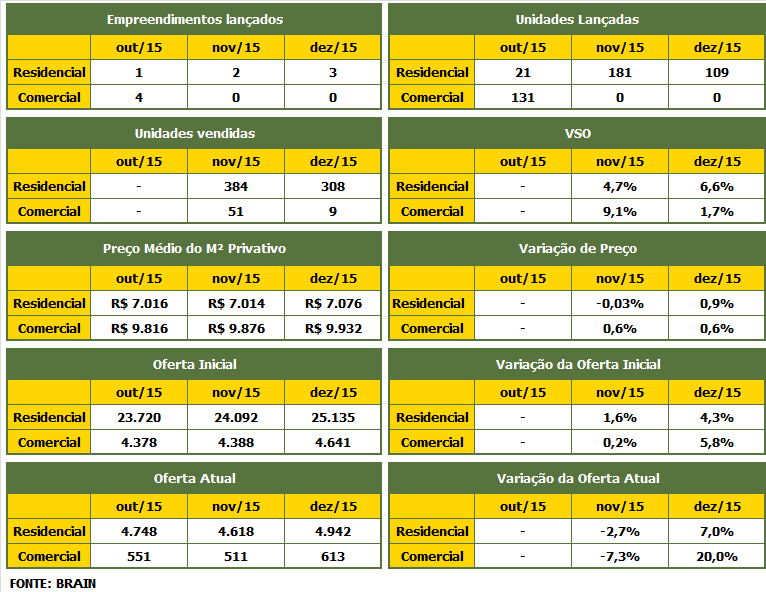 Empreendimentos lançados
out/15 nov/15 dez/15
Residencial 1 2 3
Comercial 4 0 0
Unidades Lançadas
out/15 nov/15 dez/15
Residencial 21 181 109
Comercial 131 0 0
Unidades vendidas
out/15 nov/15 dez/15
Residencial - 384 308
Comercial - 51 9
VSO
out/15 nov/15 dez/15
Residencial - 4,7% 6,6%
Comercial - 9,1% 1,7%
Preço Médio do M² Privativo
out/15 nov/15 dez/15
Residencial R$ 7.016 R$ 7.014 R$ 7.076
Comercial R$ 9.816 R$ 9.876 R$ 9.932
Variação de Preço
out/15 nov/15 dez/15
Residencial - -0,03% 0,9%
Comercial - 0,6% 0,6%
Oferta Inicial
out/15 nov/15 dez/15
Residencial 23.720 24.092 25.135
Comercial 4.378 4.388 4.641
Variação da Oferta Inicial
out/15 nov/15 dez/15
Residencial - 1,6% 4,3%
Comercial - 0,2% 5,8%
Oferta Atual
out/15 nov/15 dez/15
Residencial 4.748 4.618 4.942
Comercial 551 511 613
Variação da Oferta Atual
out/15 nov/15 dez/15
Residencial - -2,7% 7,0%
Comercial - -7,3% 20,0%
FONTE: BRAIN